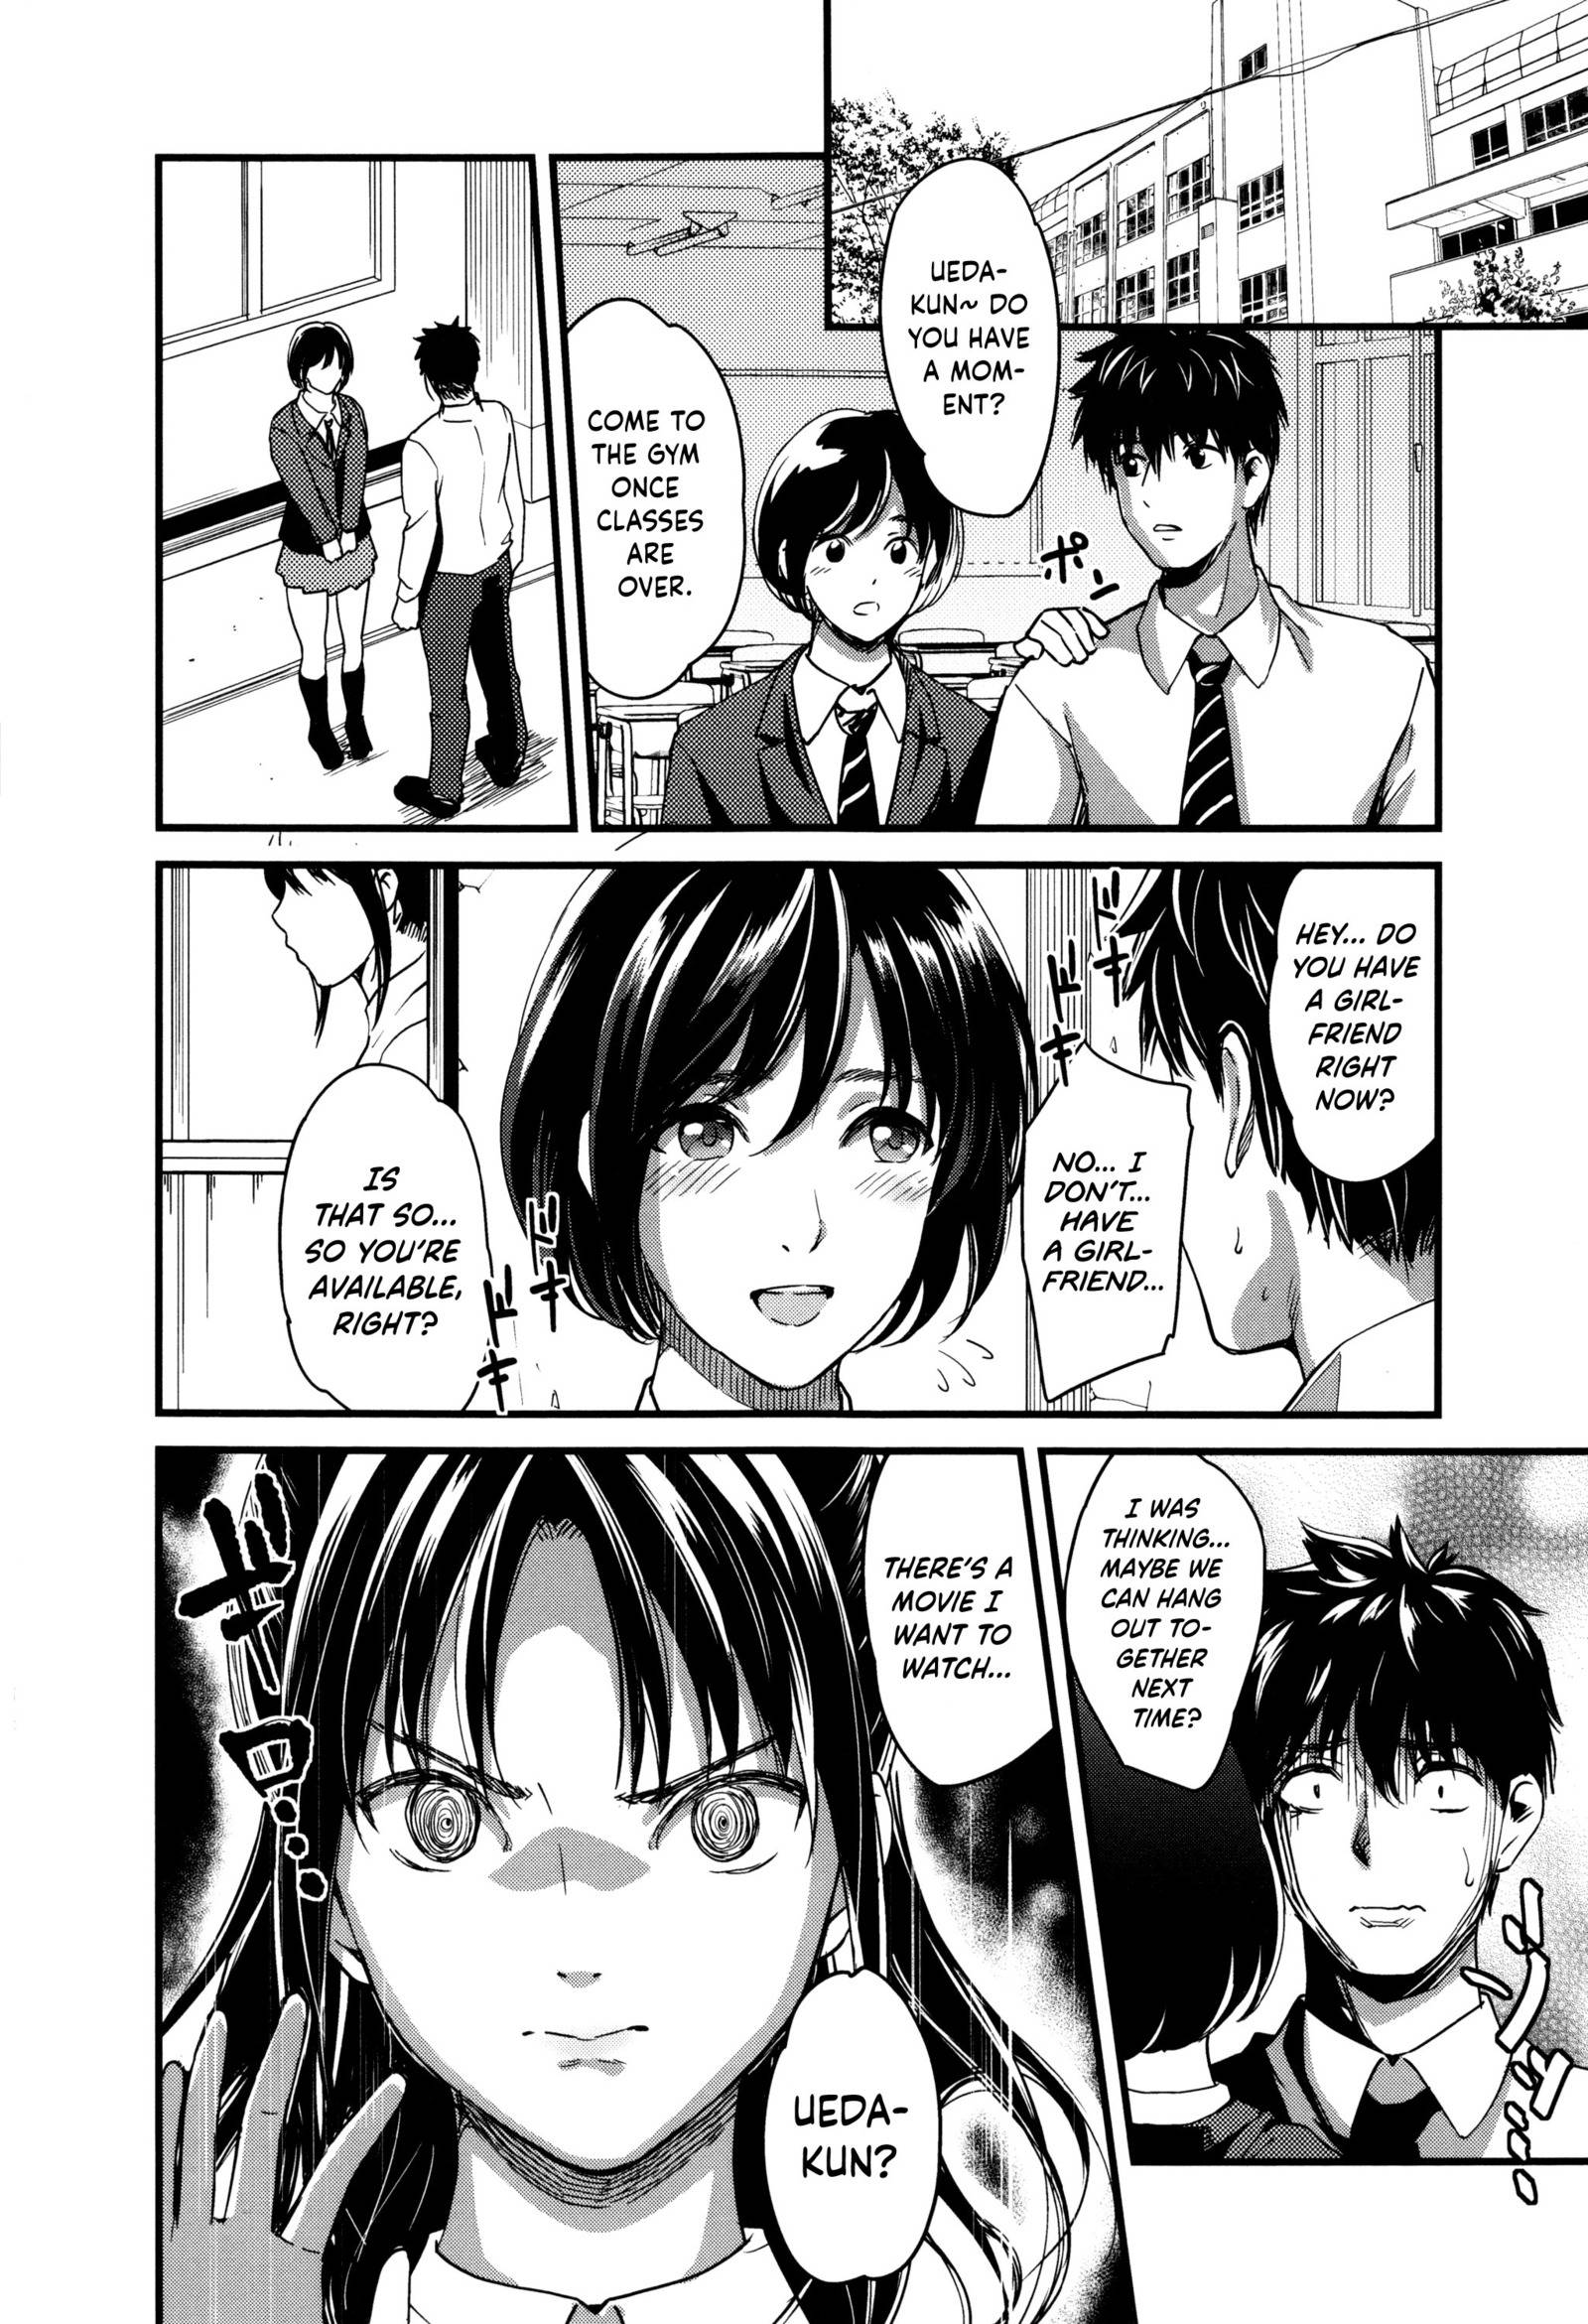 UEDA-
KUN~ DO
YOU HAVE
A MOM-
ENT?
ポン
COME TO
THE GYM
ONCE
CLASSES
ARE
OVER.
HEY... DO
YOU HAVE
A GIRL-
FRIEND
RIGHT
NOW?
ドキ
ドキ
NO... I
DON'T...
HAVE
A GIRL-
FRIEND...
ドキ
ドキ
IS
THAT SO...
SO YOU'RE
AVAILABLE,
RIGHT?
I WAS
THINKING...
MAYBE WE
CAN HANG
OUT TO-
GETHER
NEXT
TIME?
THERE'S A
MOVIE I
WANT TO
WATCH...
UEDA-
KUN?
ギロ...